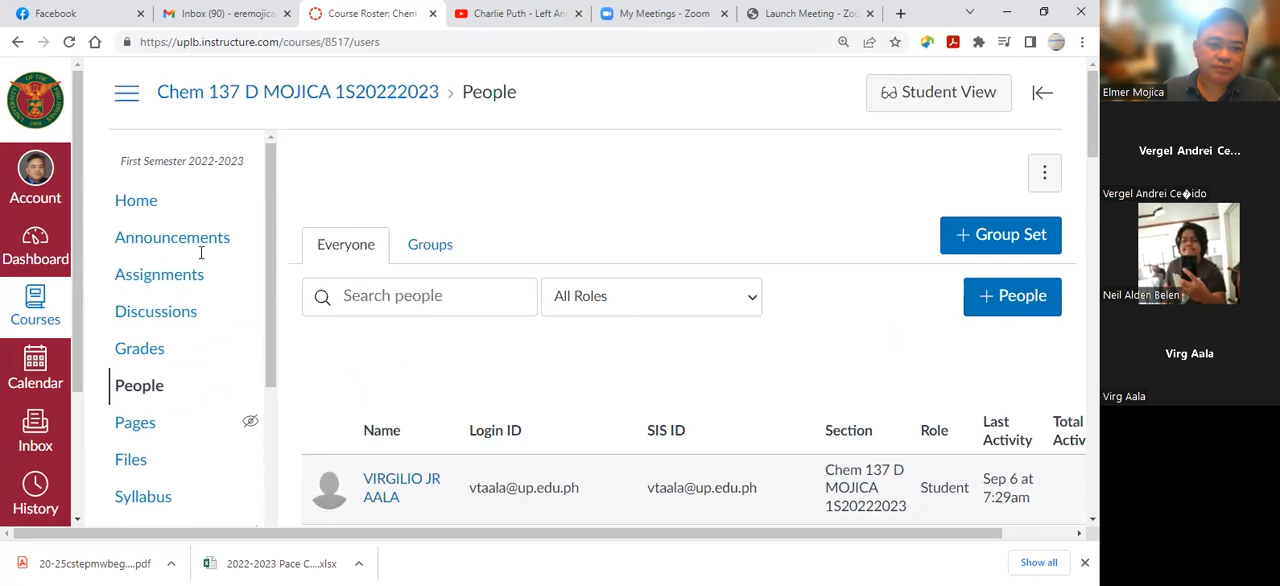 Facebook
Inbox (90) - eremojica
Course Roster: Chem
Charlie Puth - Left An
My Meetings - Zoom
Launch Meeting - Zoo
https://uplb.instructure.com/courses/8517/users
Chem 137 D MOJICA 1S20222023 › People
Student View
First Semester 2022-2023
Account
Dashboard
Courses
Calendar
Inbox
History
Home
Announcements
Assignments
Discussions
Grades
People
Pages
Files
Syllabus
Everyone
Groups
+ Group Set
Search people
All Roles
+ People
Name
Login ID
SIS ID
Section
Role
Last Activity
Total Activ
VIRGILIO JR AALA
vtaala@up.edu.ph
vtaala@up.edu.ph
Chem 137 D MOJICA 1S20222023
Student
Sep 6 at 7:29am
20-25cstepmwbeg....pdf
2022-2023 Pace C....xlsx
Show all
Elmer Mojica
Vergel Andrei Ce...
Vergel Andrei Ce�ido
Neil Alden Belen
Virg Aala
Virg Aala